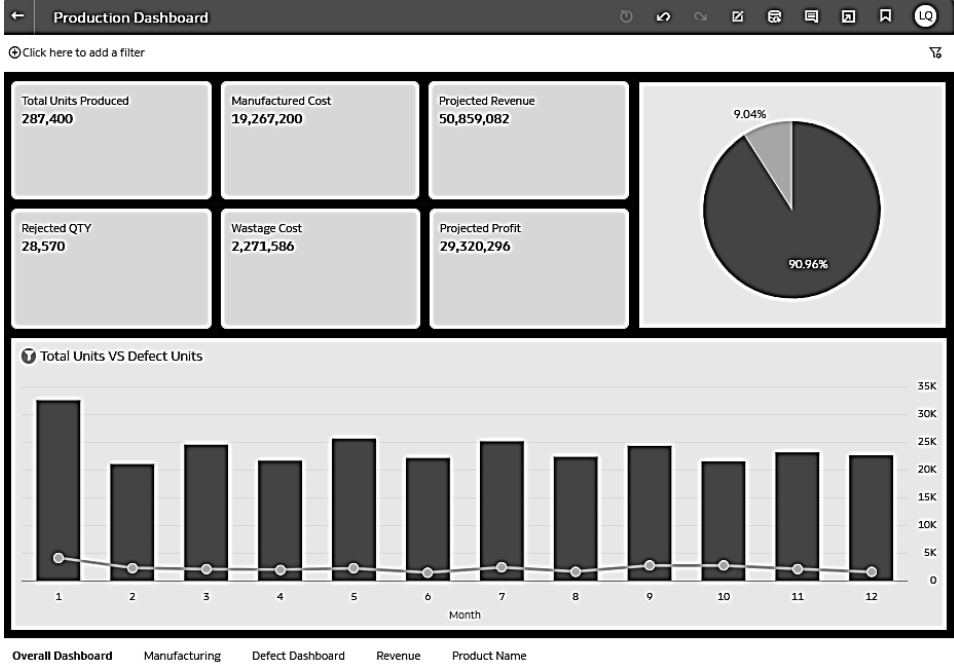 Production Dashboard
LQ
Click here to add a filter
Total Units Produced
287,400
Manufactured Cost
19,267,200
Projected Revenue
50,859,082
Rejected QTY
28,570
Wastage Cost
2,271,586
Projected Profit
29,320,296
9.04%
90.96%
Total Units VS Defect Units
35K
30K
25K
20K
15K
10K
5K
0
1 2 3 4 5 6 7 8 9 10 11 12
Month
Overall Dashboard Manufacturing Defect Dashboard Revenue Product Name